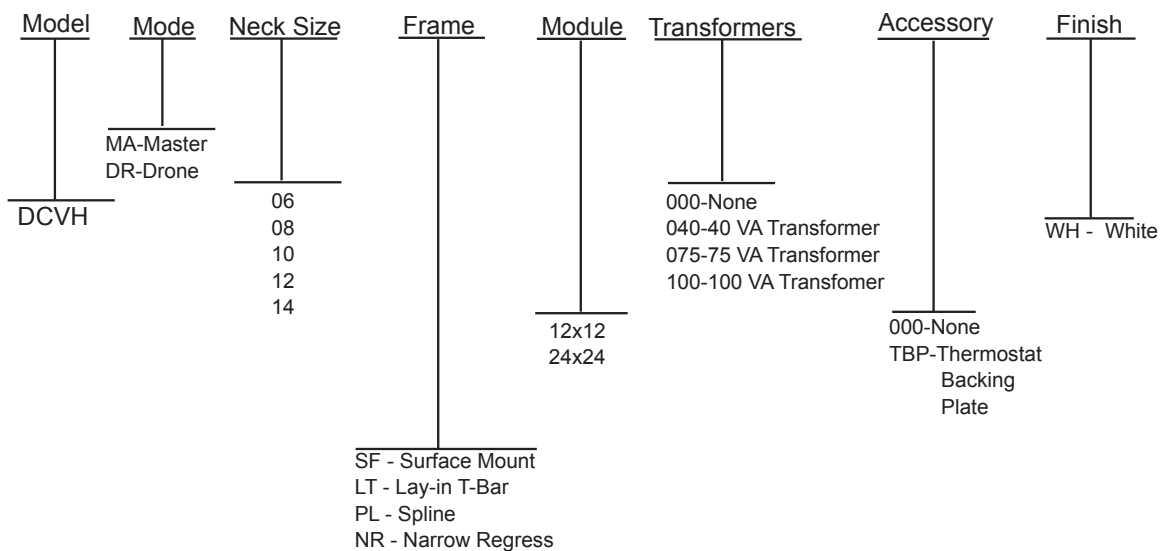 Model Mode Neck Size Frame Module Transformers Accessory Finish
MA-Master
DR-Drone
DCVH
06
08
10
12
14
SF - Surface Mount
LT - Lay-in T-Bar
PL - Spline
NR - Narrow Regress
12x12
24x24
000-None
040-40 VA Transformer
075-75 VA Transformer
100-100 VA Transfomer
000-None
TBP-Thermostat
Backing
Plate
WH - White